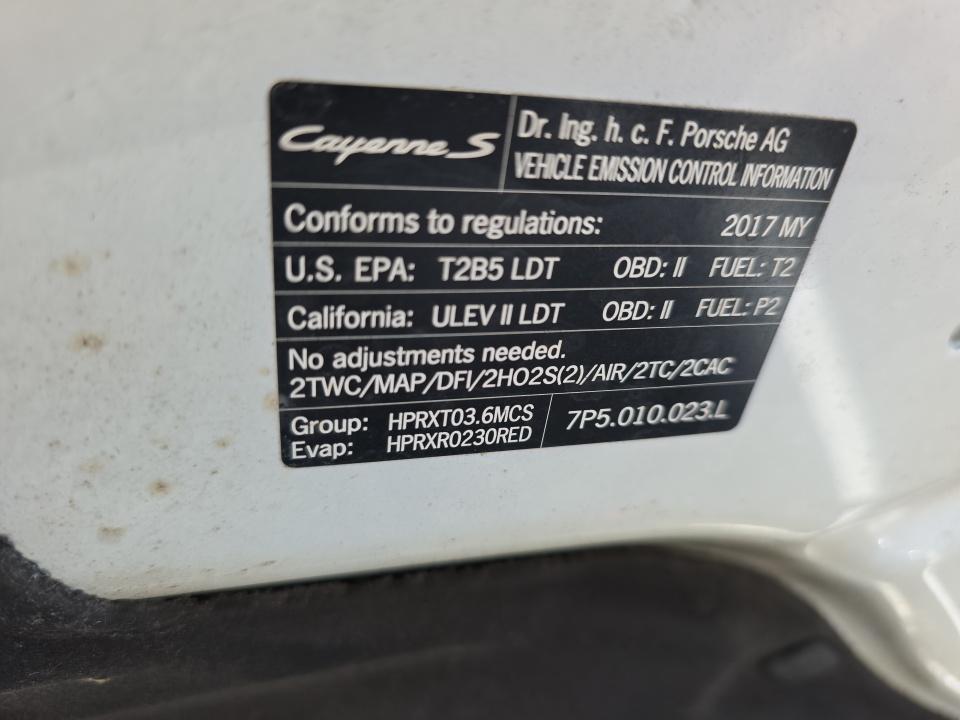 Cayenne S
Dr. Ing. h. c. F. Porsche AG
VEHICLE EMISSION CONTROL INFORMATION
Conforms to regulations: 2017 MY
U.S. EPA: T2B5 LDT OBD: II FUEL: T2
California: ULEV II LDT OBD: II FUEL: P2
No adjustments needed.
2TWC/MAP/DFI/2HO2S(2)/AIR/2TC/2CAC
Group: HPRXT03.6MCS
Evap: HPRXR0230RED
7P5.010.023.L